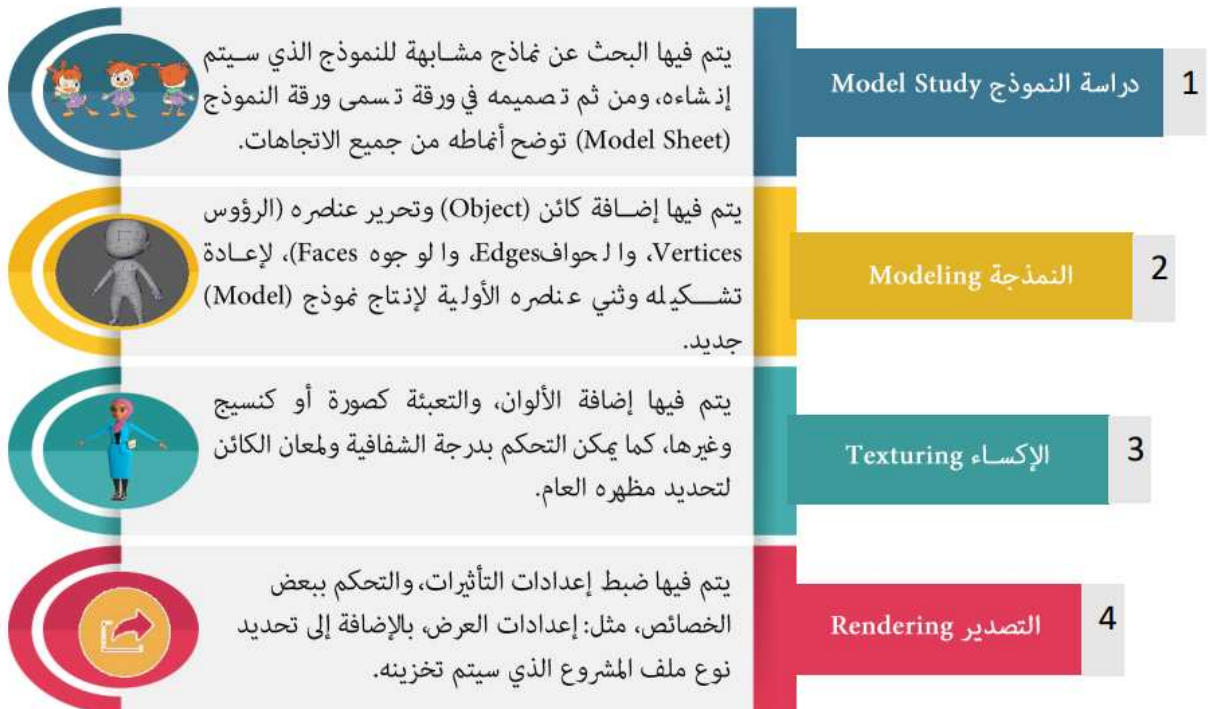 1
دراسة النموذج Model Study
يتم فيها البحث عن نماذج مشابهة للنموذج الذي سيتم
إنشاءه، ومن ثم تصميمه في ورقة تسمى ورقة النموذج
(Model Sheet) توضح أنماطه من جميع الاتجاهات.
2
النمذجة Modeling
يتم فيها إضافة كائن (Object) وتحرير عناصره (الرؤوس
Vertices، والحوافEdges، والوجوه Faces)، لإعادة
تشكيله وثني عناصره الأولية لإنتاج نموذج (Model)
جديد.
3
الإكساء Texturing
يتم فيها إضافة الألوان، والتعبئة كصورة أو كنسيج
وغيرها، كما يمكن التحكم بدرجة الشفافية ولمعان الكائن
لتحديد مظهره العام.
4
التصدير Rendering
يتم فيها ضبط إعدادات التأثيرات، والتحكم ببعض
الخصائص، مثل: إعدادات العرض، بالإضافة إلى تحديد
نوع ملف المشروع الذي سيتم تخزينه.